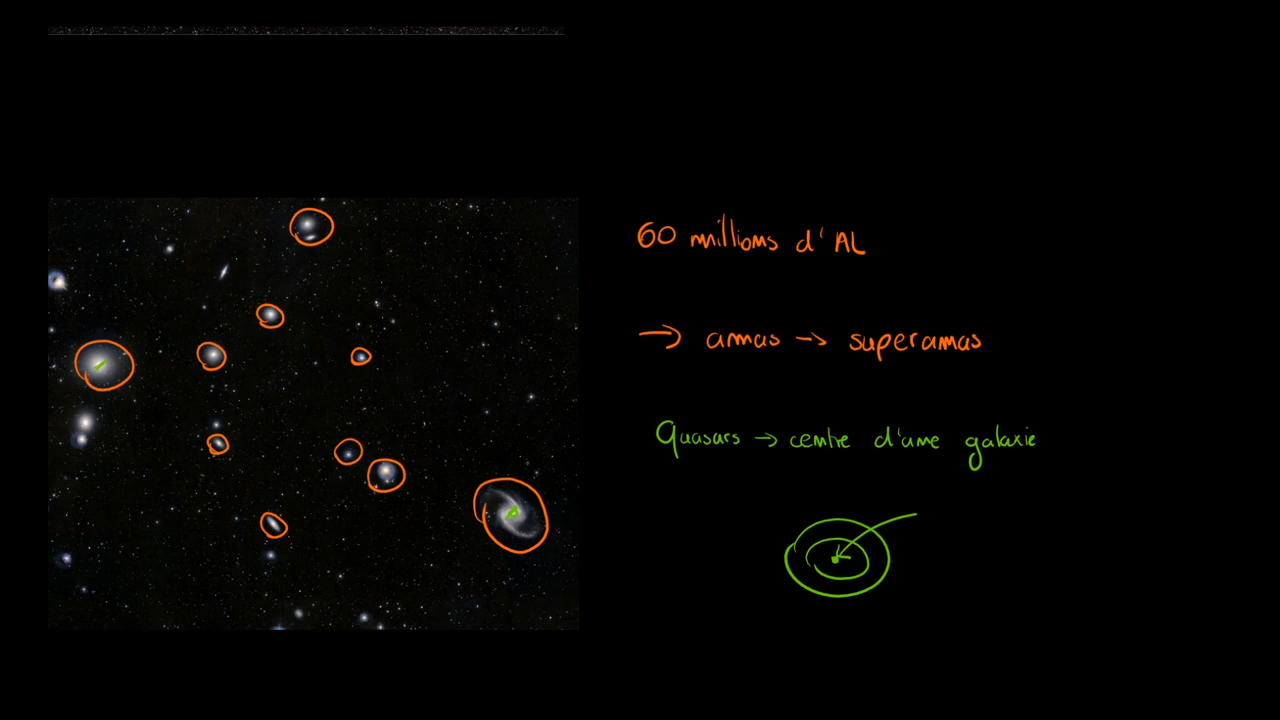 60 millions d'AL
→ amas → superamas
Quasars → centre d'une galaxie